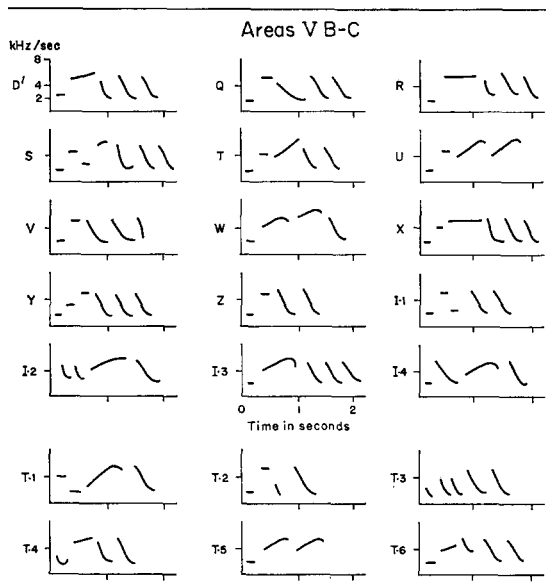 Areas V B-C
kHz/sec
8
D' 4
2
Q
R
S
T
U
V
W
X
Y
Z
I-1
I-2
I-3
I-4
0 1 2
Time in seconds
T-1
T-2
T-3
T-4
T-5
T-6